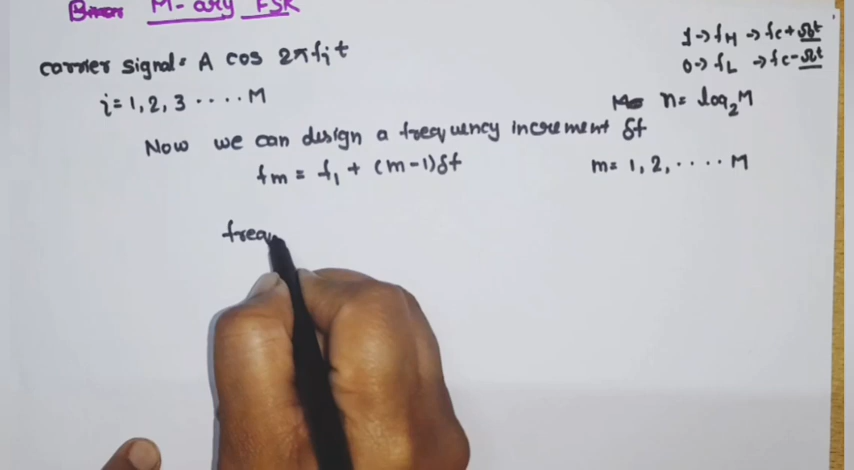 M-ary FSK
carrier signal = A cos 2πfit
i = 1, 2, 3 .... M
1 → fH → fc + Ωt
0 → fL → fc - Ωt
n = log2M
Now we can design a frequency increment δf
fm = f1 + (m-1)δf
m = 1, 2, .... M
freq